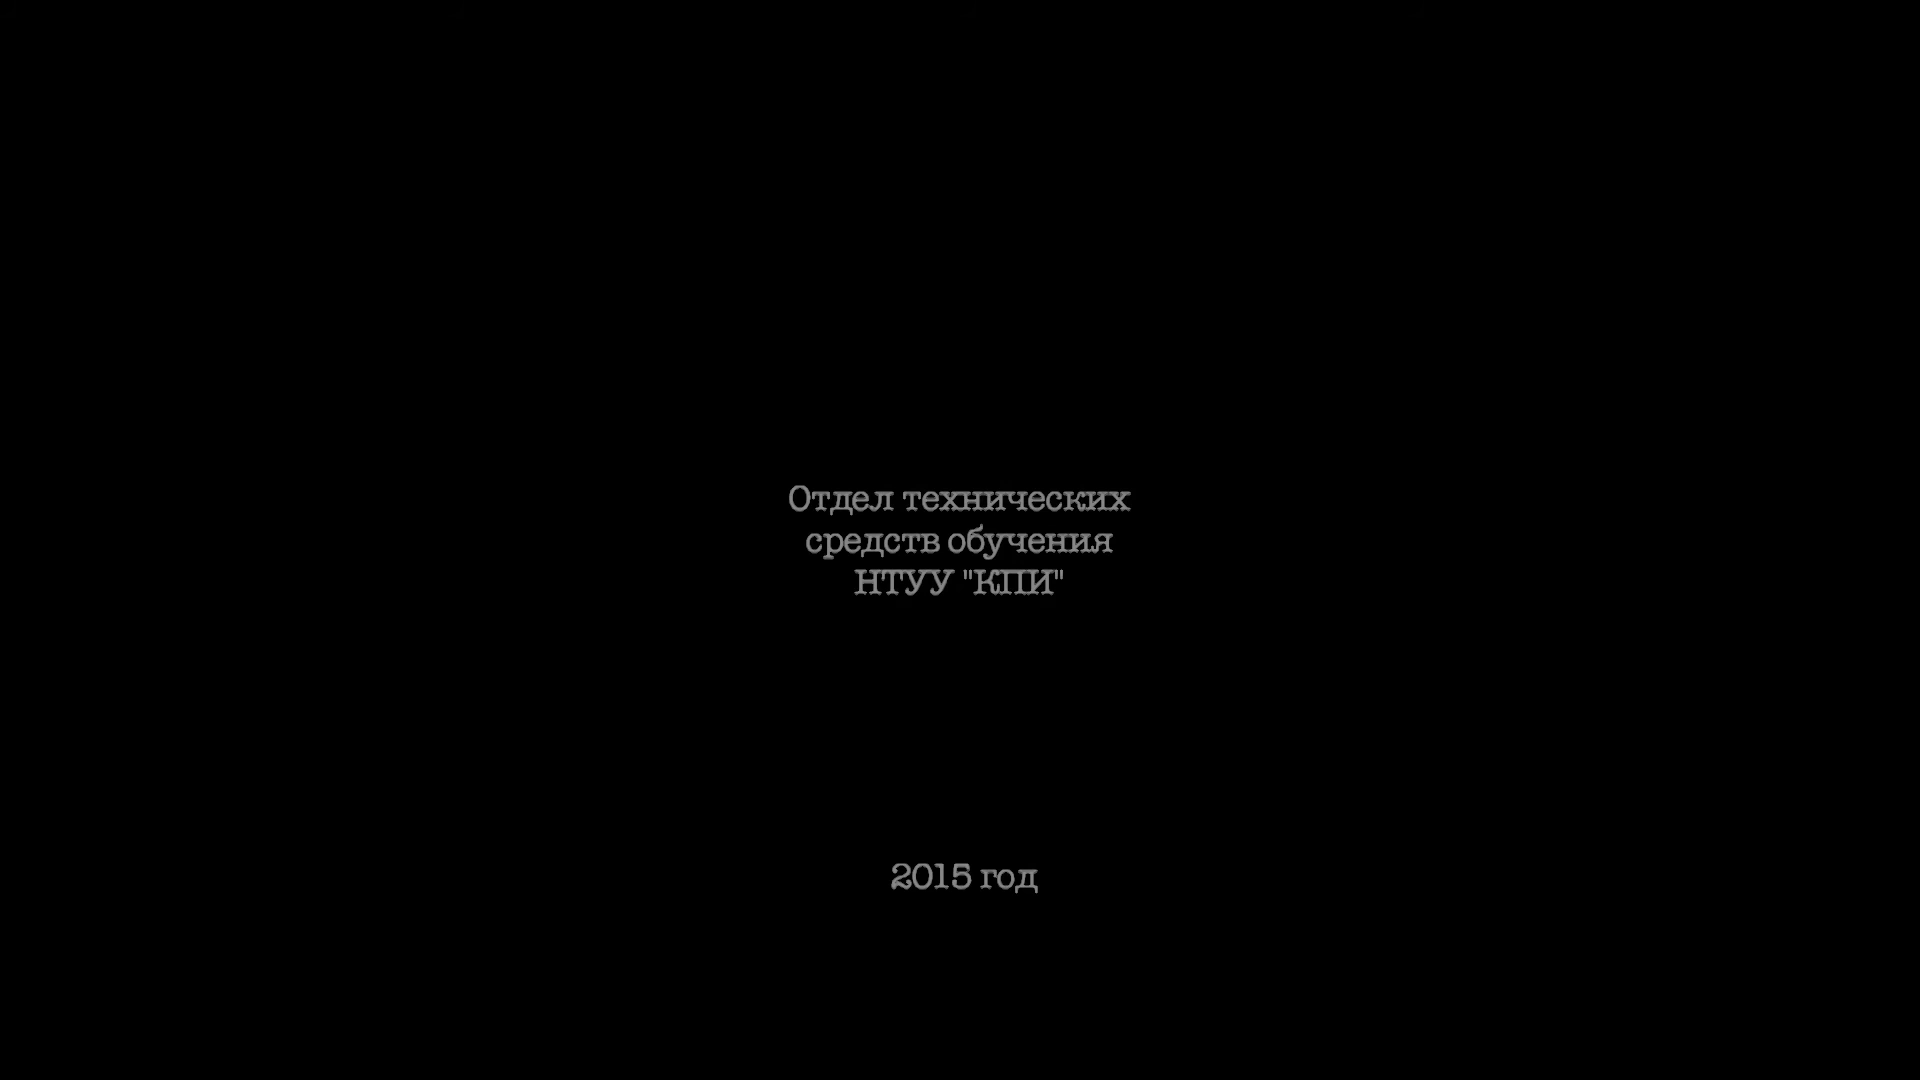 Отдел технических
средств обучения
НТУУ "КПИ"
2015 год